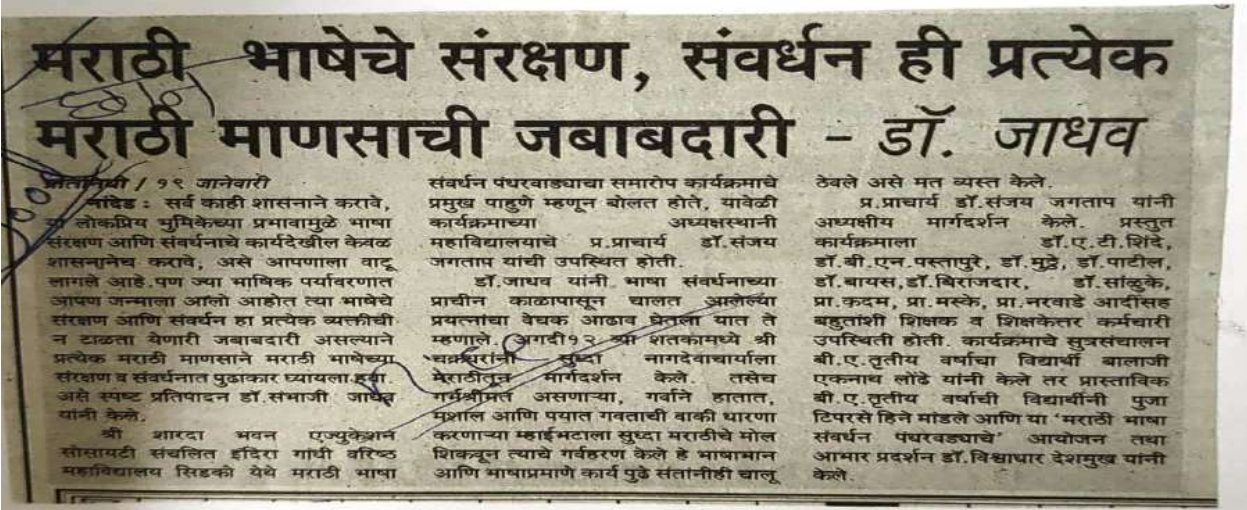 मराठी भाषेचे संरक्षण, संवर्धन ही प्रत्येक
मराठी माणसाची जबाबदारी - डॉ. जाधव
प्रतिनिधी / १९ जानेवारी
नांदेड : सर्व काही शासनाने करावे,
या लोकप्रिय भुमिकेच्या प्रभावामुळे भाषा
संरक्षण आणि संवर्धनाचे कार्यदेखील केवळ
शासनानेच करावे, असे आपणाला वाटू
लागले आहे.पण ज्या भाषिक पर्यावरणात
आपण जन्माला आलो आहोत त्या भाषेचे
संरक्षण आणि संवर्धन हा प्रत्येक व्यक्तीची
न टाळता येणारी जबाबदारी असल्याने
प्रत्येक मराठी माणसाने मराठी भाषेच्या
संरक्षण व संवर्धनात पुढाकार घ्यायला हवा.
असे स्पष्ट प्रतिपादन डॉ.संभाजी जाधव
यांनी केले.
श्री शारदा भवन एज्युकेशन
सोसायटी संचलित इंदिरा गांधी वरिष्ठ
महाविद्यालय सिडको येथे मराठी भाषा
संवर्धन पंधरवाड्याचा समारोप कार्यक्रमाचे
प्रमुख पाहुणे म्हणून बोलत होते, यावेळी
कार्यक्रमाच्या अध्यक्षस्थानी
महाविद्यालयाचे प्र.प्राचार्य डॉ.संजय
जगताप यांची उपस्थित होती.
डॉ.जाधव यांनी भाषा संवर्धनाच्या
प्राचीन काळापासून चालत आलेल्या
प्रयत्नांचा वेचक आढाव घेतला यात ते
म्हणाले, अगदी१२ व्या शतकामध्ये श्री
चक्रधरांनी सुध्दा नागदेवाचार्याला
मराठीतून मार्गदर्शन केले. तसेच
गर्भश्रीमंत असणाऱ्या, गर्वाने हातात,
मशाल आणि पयात गवताची वाकी धारणा
करणाऱ्या म्हाईभटाला सुध्दा मराठीचे मोल
शिकवून त्याचे गर्वहरण केले हे भाषाभान
आणि भाषाप्रमाणे कार्य पुढे संतांनीही चालू
ठेवले असे मत व्यस्त केले.
प्र.प्राचार्य डॉ.संजय जगताप यांनी
अध्यक्षीय मार्गदर्शन केले. प्रस्तुत
कार्यक्रमाला डॉ.ए.टी.शिंदे,
डॉ.बी.एन.पस्तापुरे, डॉ.मुद्दे, डॉ.पाटील,
डॉ.बायस,डॉ.बिराजदार, डॉ.सांळुके,
प्रा.कदम, प्रा.मस्के, प्रा.नरवाडे आदींसह
बहुतांशी शिक्षक व शिक्षकेतर कर्मचारी
उपस्थिती होती. कार्यक्रमाचे सुत्रसंचालन
बी.ए.तृतीय वर्षाचा विद्यार्थी बालाजी
एकनाथ लोंढे यांनी केले तर प्रास्ताविक
बी.ए.तृतीय वर्षाची विद्यार्थीनी पुजा
टिपरसे हिने मांडले आणि या 'मराठी भाषा
संवर्धन पंधरवड्याचे' आयोजन तथा
आभार प्रदर्शन डॉ.विश्वाधार देशमुख यांनी
केले.